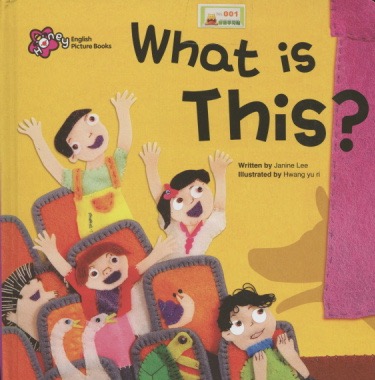 Honey English
Picture Books
001
What is
This?
Written by Janine Lee
Illustrated by Hwang yu ri